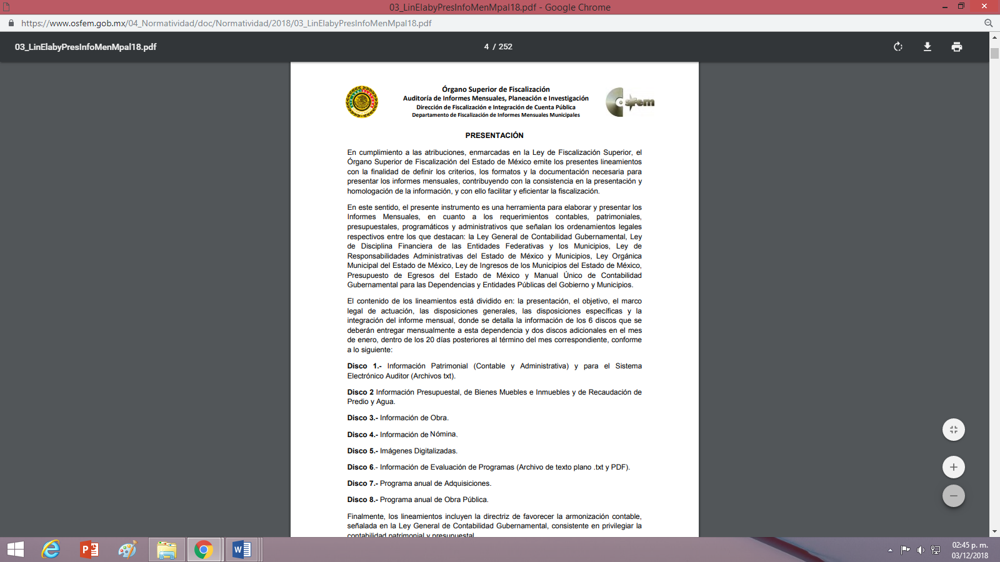 03_LinElabyPresInfoMenMpal18.pdf - Google Chrome
https://www.osfem.gob.mx/04_Normatividad/doc/Normatividad/2018/03_LinElabyPresInfoMenMpal18.pdf
03_LinElabyPresInfoMenMpal18.pdf
4 / 252
Órgano Superior de Fiscalización
Auditoría de Informes Mensuales, Planeación e Investigación
Dirección de Fiscalización e Integración de Cuenta Pública
Departamento de Fiscalización de Informes Mensuales Municipales
osfem
PRESENTACIÓN
En cumplimiento a las atribuciones, enmarcadas en la Ley de Fiscalización Superior, el
Órgano Superior de Fiscalización del Estado de México emite los presentes lineamientos
con la finalidad de definir los criterios, los formatos y la documentación necesaria para
presentar los informes mensuales, contribuyendo con la consistencia en la presentación y
homologación de la información, y con ello facilitar y eficientar la fiscalización.
En este sentido, el presente instrumento es una herramienta para elaborar y presentar los
Informes Mensuales, en cuanto a los requerimientos contables, patrimoniales,
presupuestales, programáticos y administrativos que señalan los ordenamientos legales
respectivos entre los que destacan: la Ley General de Contabilidad Gubernamental, Ley
de Disciplina Financiera de las Entidades Federativas y los Municipios, Ley de
Responsabilidades Administrativas del Estado de México y Municipios, Ley Orgánica
Municipal del Estado de México, Ley de Ingresos de los Municipios del Estado de México,
Presupuesto de Egresos del Estado de México y Manual Único de Contabilidad
Gubernamental para las Dependencias y Entidades Públicas del Gobierno y Municipios.
El contenido de los lineamientos está dividido en: la presentación, el objetivo, el marco
legal de actuación, las disposiciones generales, las disposiciones específicas y la
integración del informe mensual, donde se detalla la información de los 6 discos que se
deberán entregar mensualmente a esta dependencia y dos discos adicionales en el mes
de enero, dentro de los 20 días posteriores al término del mes correspondiente, conforme
a lo siguiente:
Disco 1.- Información Patrimonial (Contable y Administrativa) y para el Sistema
Electrónico Auditor (Archivos txt).
Disco 2 Información Presupuestal, de Bienes Muebles e Inmuebles y de Recaudación de
Predio y Agua.
Disco 3.- Información de Obra.
Disco 4.- Información de Nómina.
Disco 5.- Imágenes Digitalizadas.
Disco 6.- Información de Evaluación de Programas (Archivo de texto plano .txt y PDF).
Disco 7.- Programa anual de Adquisiciones.
Disco 8.- Programa anual de Obra Pública.
Finalmente, los lineamientos incluyen la directriz de favorecer la armonización contable,
señalada en la Ley General de Contabilidad Gubernamental, consistente en privilegiar la
contabilidad patrimonial y presupuestal.
02:45 p. m.
03/12/2018